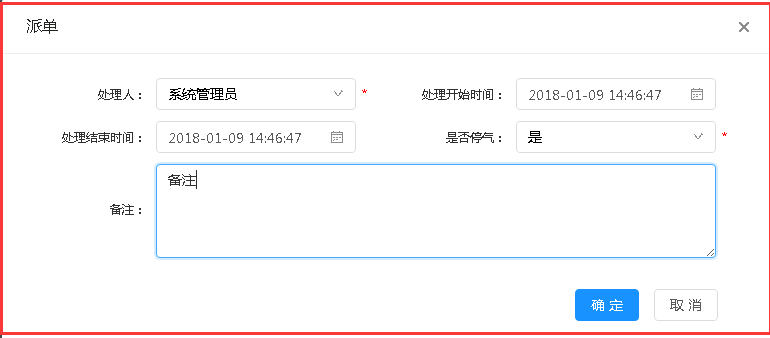 派单
处理人： 系统管理员 * 处理开始时间： 2018-01-09 14:46:47
处理结束时间： 2018-01-09 14:46:47 是否停气： 是 *
备注： 备注
确 定 取 消